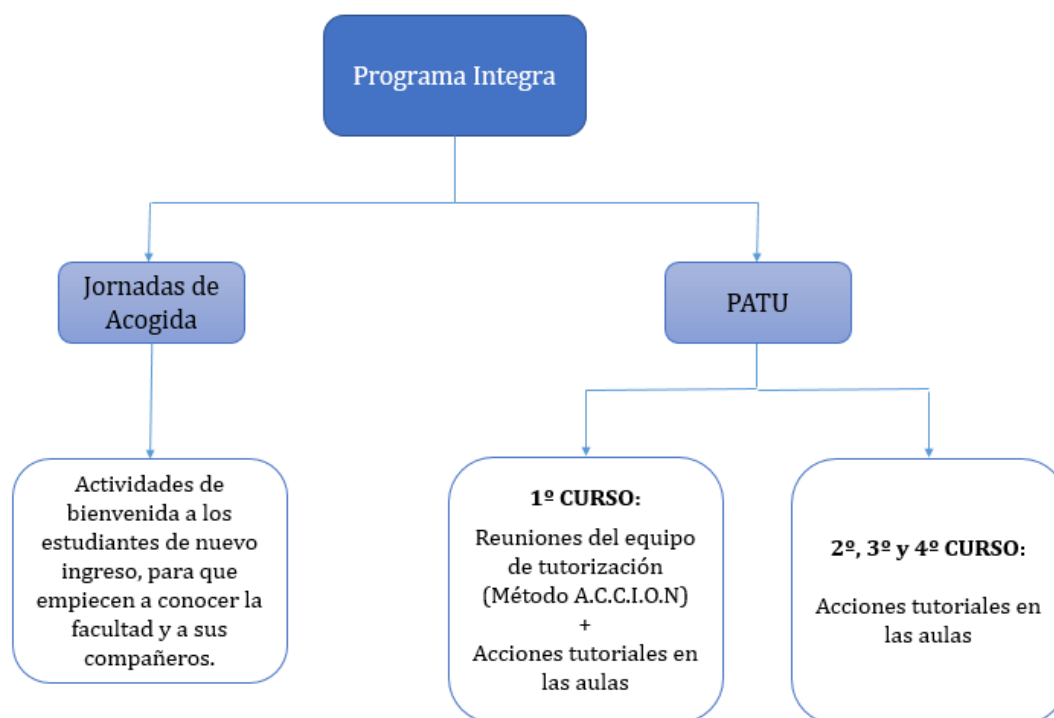 Programa Integra
Jornadas de
Acogida
PATU
Actividades de
bienvenida a los
estudiantes de nuevo
ingreso, para que
empiecen a conocer la
facultad y a sus
compañeros.
1º CURSO:
Reuniones del equipo
de tutorización
(Método A.C.C.I.O.N)
+
Acciones tutoriales en
las aulas
2º, 3º y 4º CURSO:
Acciones tutoriales en
las aulas